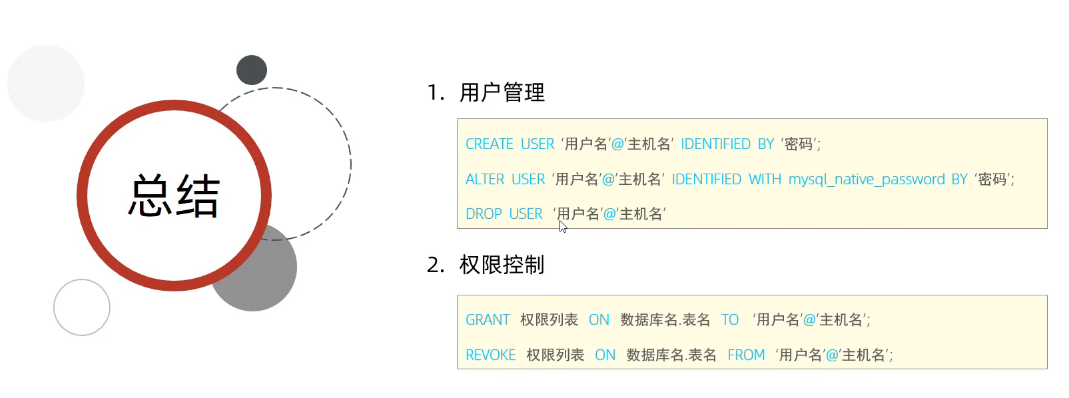 总结
1. 用户管理
CREATE USER ‘用户名’@’主机名’ IDENTIFIED BY ‘密码’;
ALTER USER ‘用户名’@’主机名’ IDENTIFIED WITH mysql_native_password BY ‘密码’;
DROP USER ‘用户名’@’主机名’
2. 权限控制
GRANT 权限列表 ON 数据库名.表名 TO ‘用户名’@’主机名’;
REVOKE 权限列表 ON 数据库名.表名 FROM ‘用户名’@’主机名’;